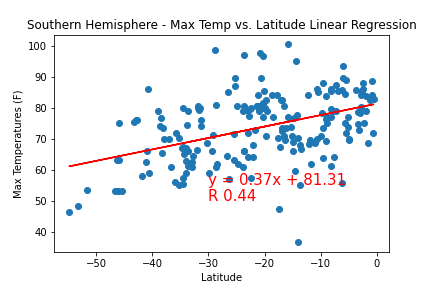 Southern Hemisphere - Max Temp vs. Latitude Linear Regression
100
90
80
70
60
50
40
Max Temperatures (F)
y = 0.37x + 81.31
R 0.44
−50 −40 −30 −20 −10 0
Latitude